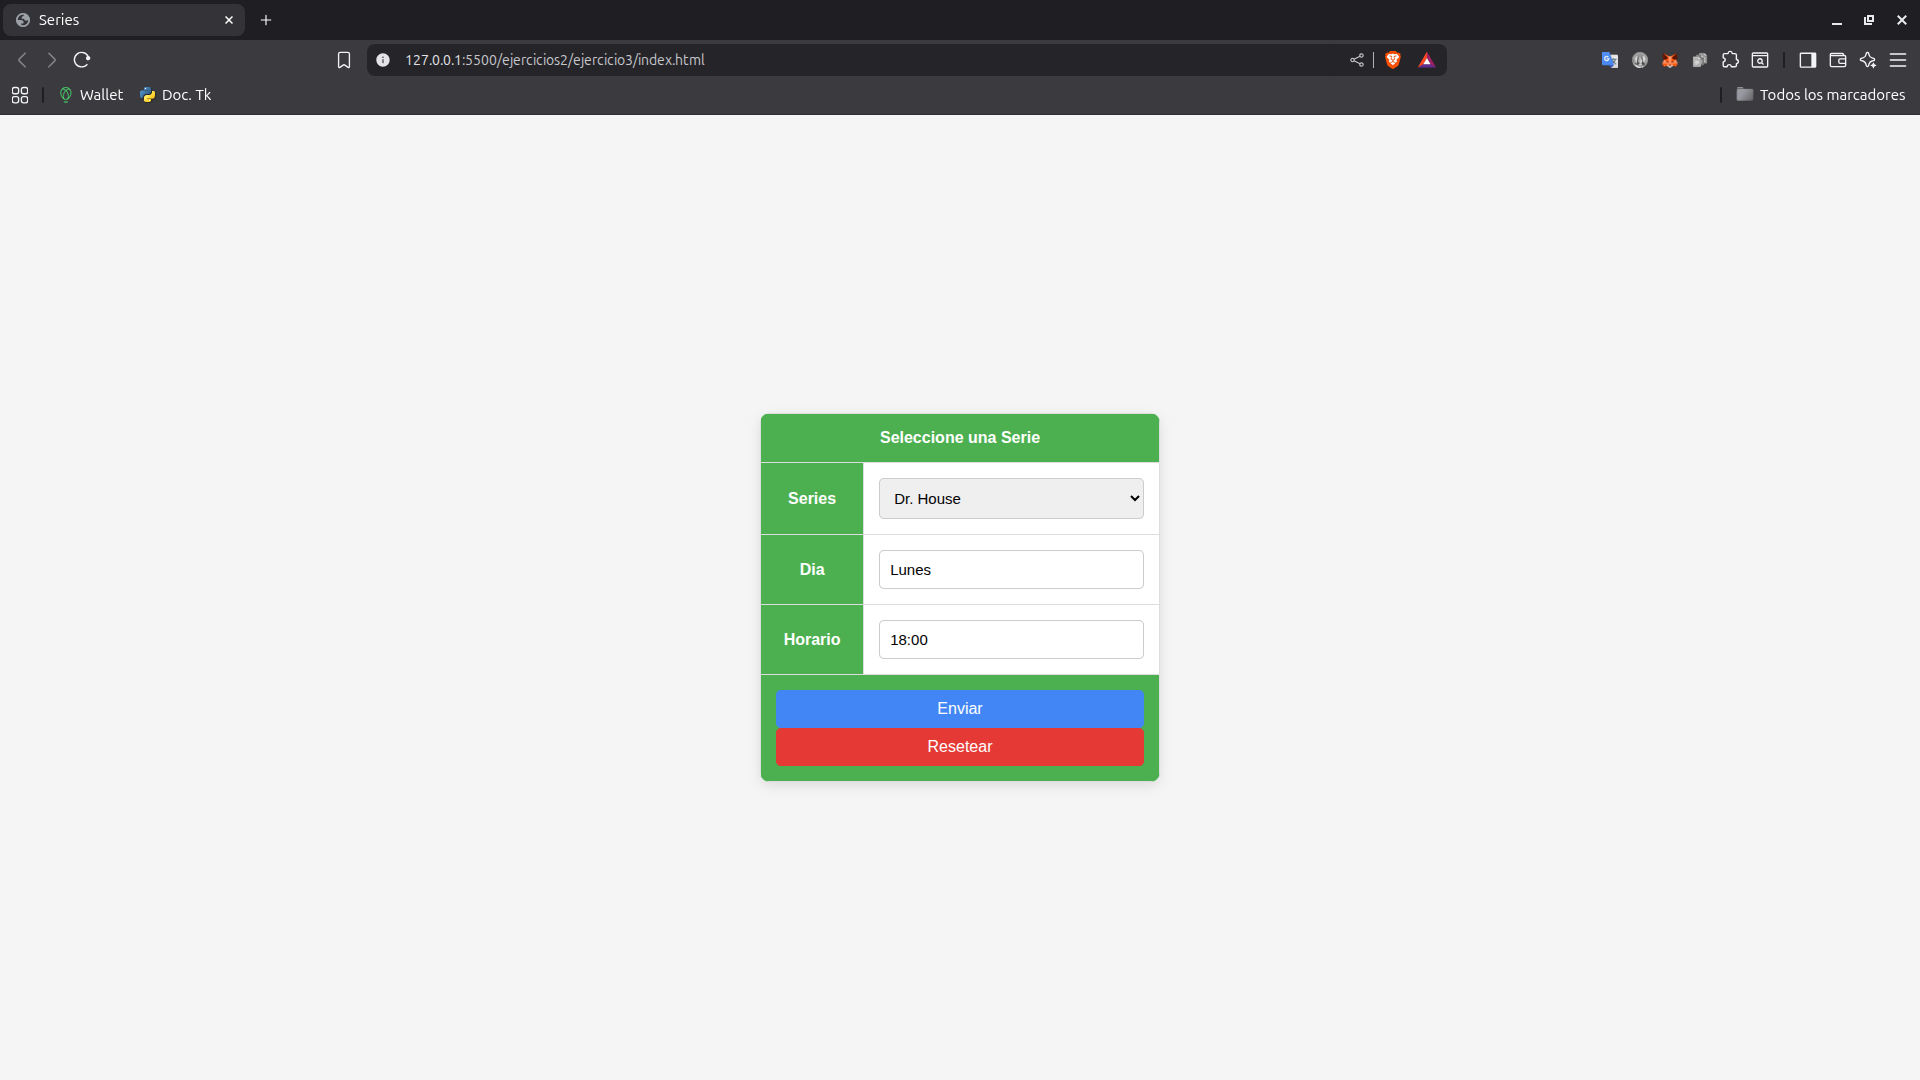 Series
127.0.0.1:5500/ejercicios2/ejercicio3/index.html
Wallet
Doc. Tk
Todos los marcadores
Seleccione una Serie
Series
Dr. House
Dia
Lunes
Horario
18:00
Enviar
Resetear